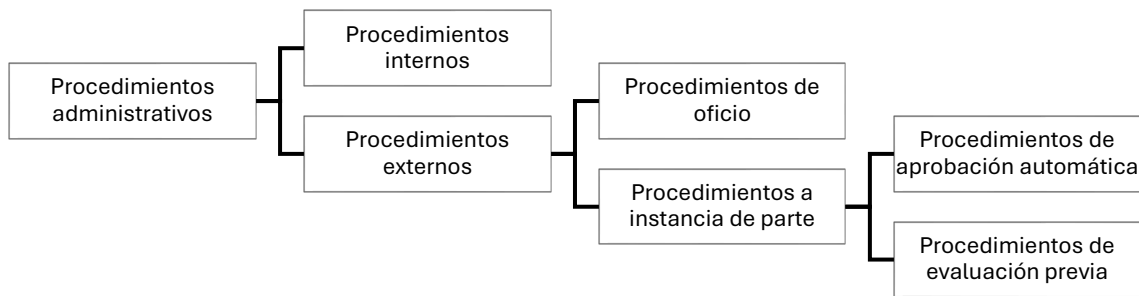 Procedimientos
administrativos
Procedimientos
internos
Procedimientos
externos
Procedimientos de
oficio
Procedimientos a
instancia de parte
Procedimientos de
aprobación automática
Procedimientos de
evaluación previa